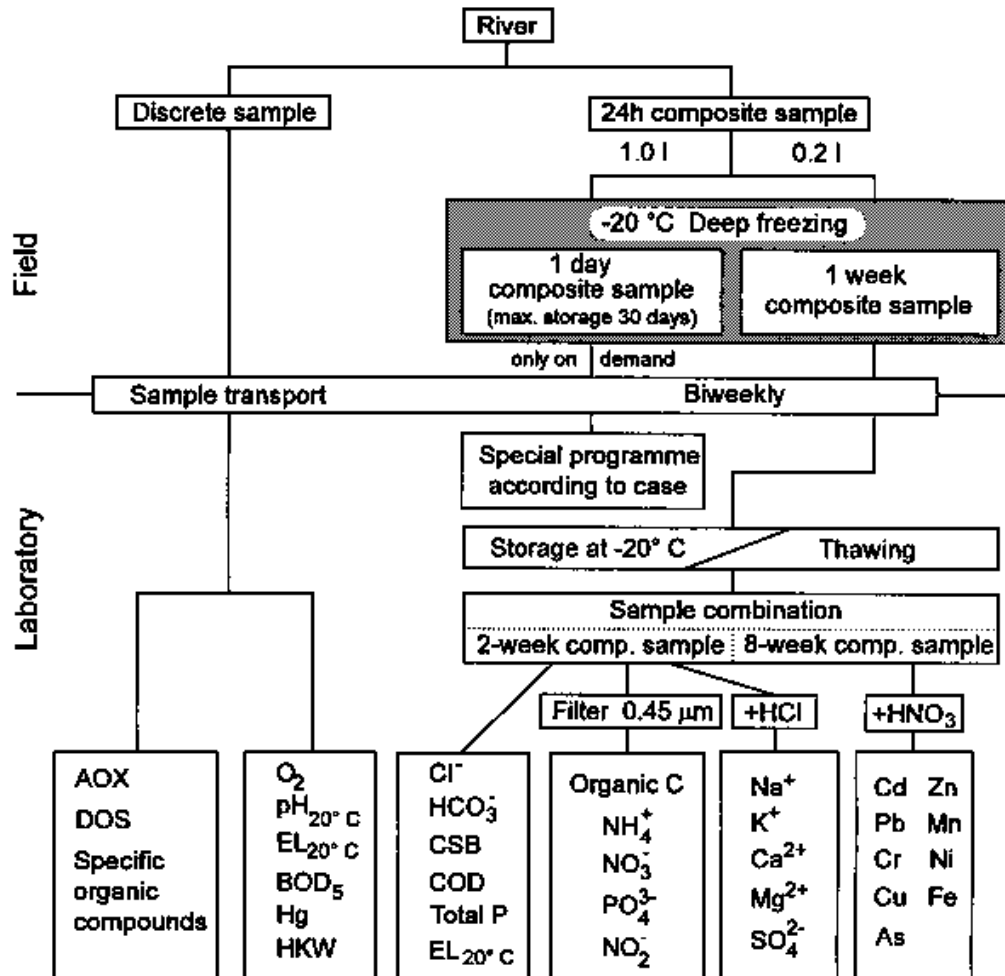 River
Discrete sample
24h composite sample
1.0 l
0.2 l
Field
-20 °C Deep freezing
1 day
composite sample
(max. storage 30 days)
1 week
composite sample
only on demand
Sample transport
Biweekly
Laboratory
Special programme
according to case
Storage at -20° C
Thawing
Sample combination
2-week comp. sample
8-week comp. sample
Filter 0.45 µm
+HCl
+HNO₃
AOX
DOS
Specific
organic
compounds
O₂
pH₂₀° C
EL₂₀° C
BOD₅
Hg
HKW
Cl⁻
HCO₃⁻
CSB
COD
Total P
EL₂₀° C
Organic C
NH₄⁺
NO₃⁻
PO₄³⁻
NO₂⁻
Na⁺
K⁺
Ca²⁺
Mg²⁺
SO₄²⁻
Cd Zn
Pb Mn
Cr Ni
Cu Fe
As